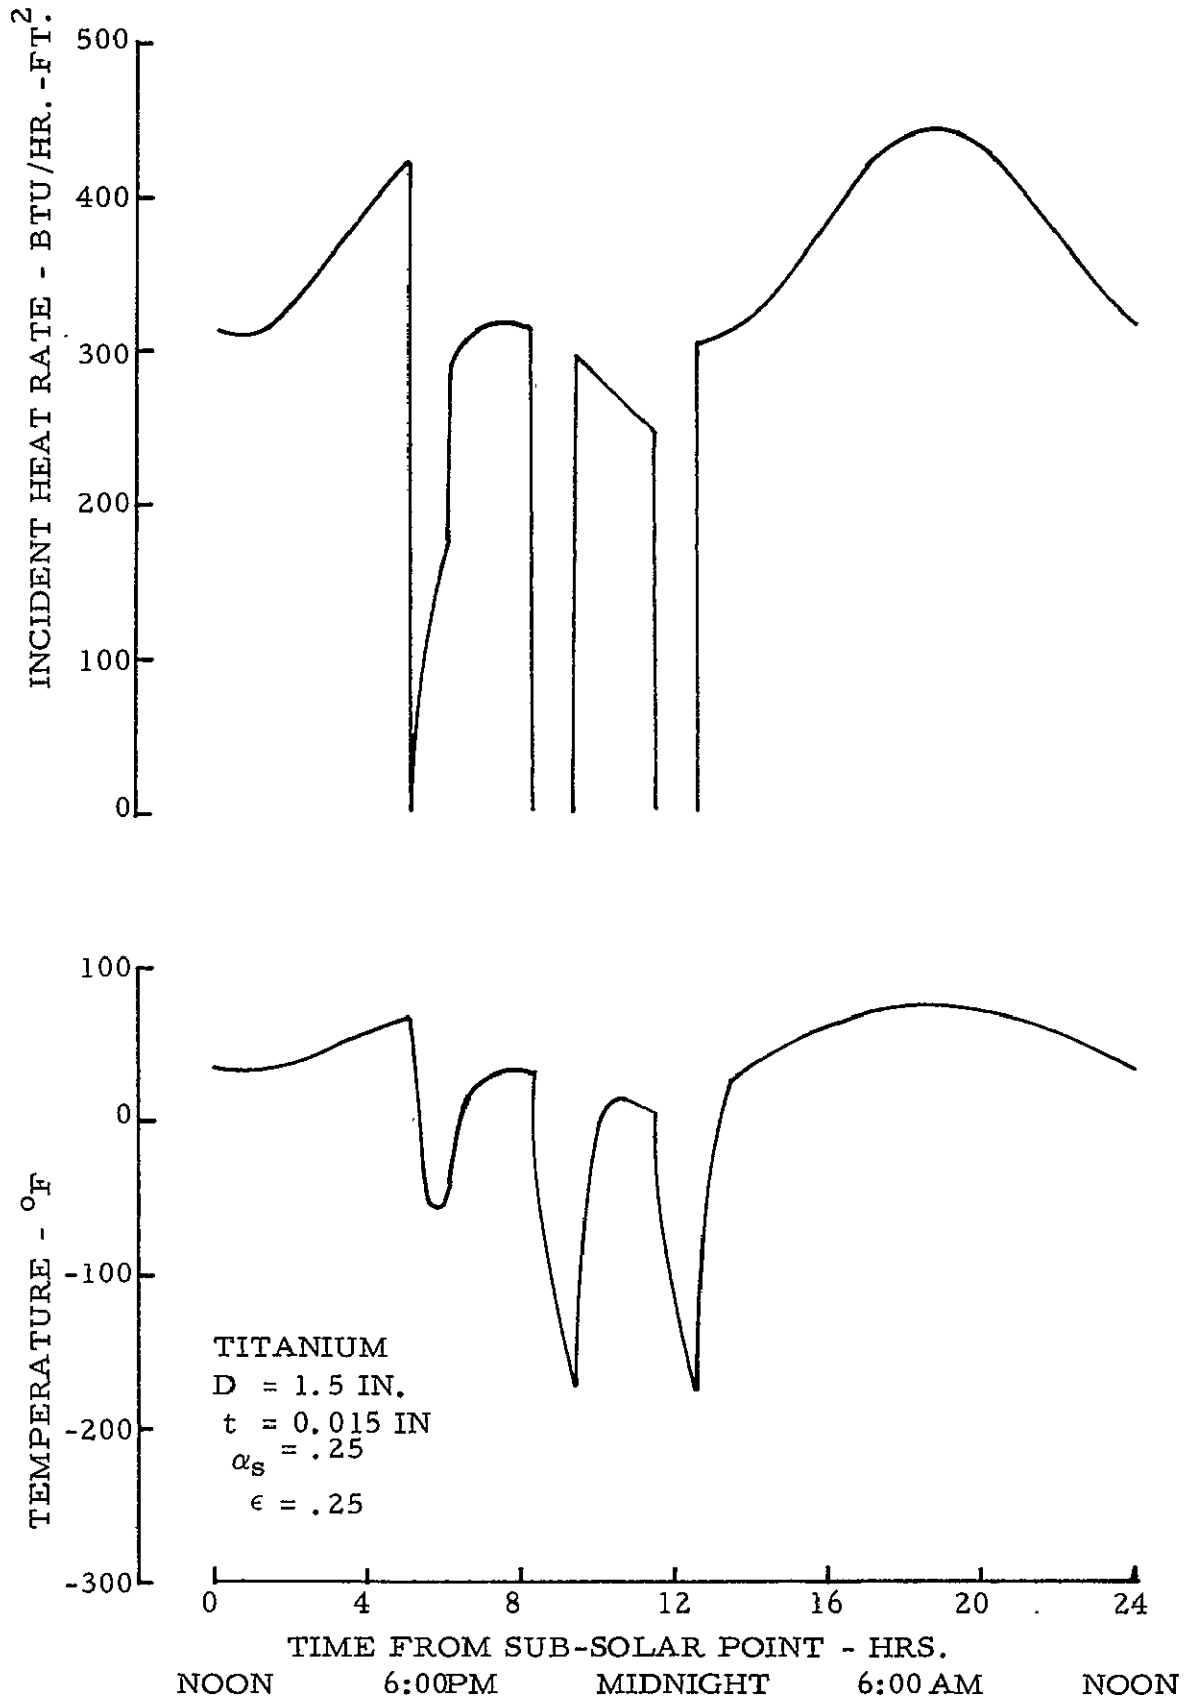 INCIDENT HEAT RATE - BTU/HR. -FT.2
500
400
300
200
100
0
TEMPERATURE - °F
100
0
-100
-200
-300
TITANIUM
D = 1.5 IN.
t = 0.015 IN
αs = .25
ϵ = .25
0 4 8 12 16 20 24
TIME FROM SUB-SOLAR POINT - HRS.
NOON 6:00PM MIDNIGHT 6:00 AM NOON